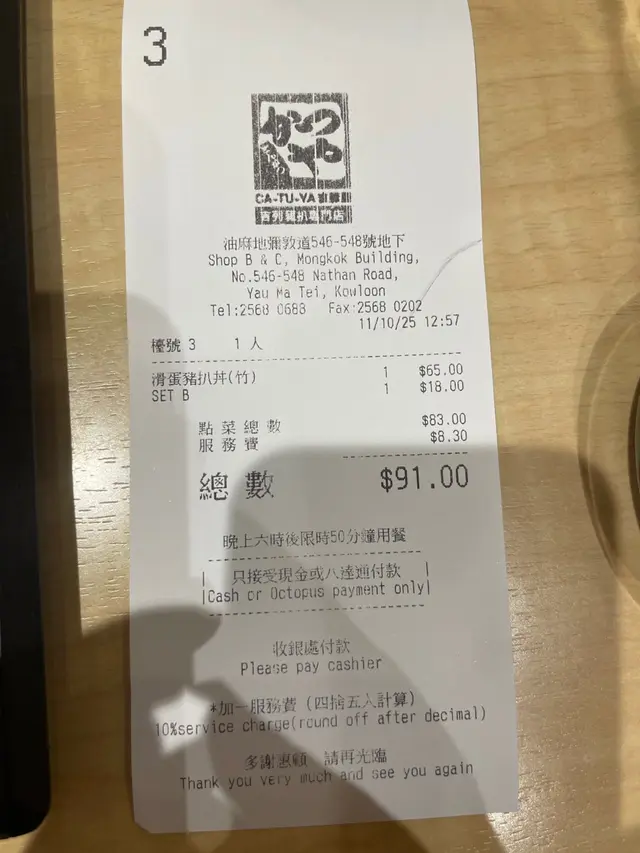 3
かつや
CA-TU-YA 吉豚屋
吉列豬扒專門店
油麻地彌敦道546-548號地下
Shop B & C, Mongkok Building,
No.546-548 Nathan Road,
Yau Ma Tei, Kowloon
Tel:2568 0688 Fax:2568 0202
11/10/25 12:57
檯號 3 1 人
滑蛋豬扒丼(竹) 1 $65.00
SET B 1 $18.00
點菜總數 $83.00
服務費 $8.30
總數 $91.00
晚上六時後限時50分鐘用餐
只接受現金或八達通付款
Cash or Octopus payment only
收銀處付款
Please pay cashier
*加一服務費 (四捨五入計算)
10%service charge(round off after decimal)
多謝惠顧 請再光臨
Thank you very much and see you again